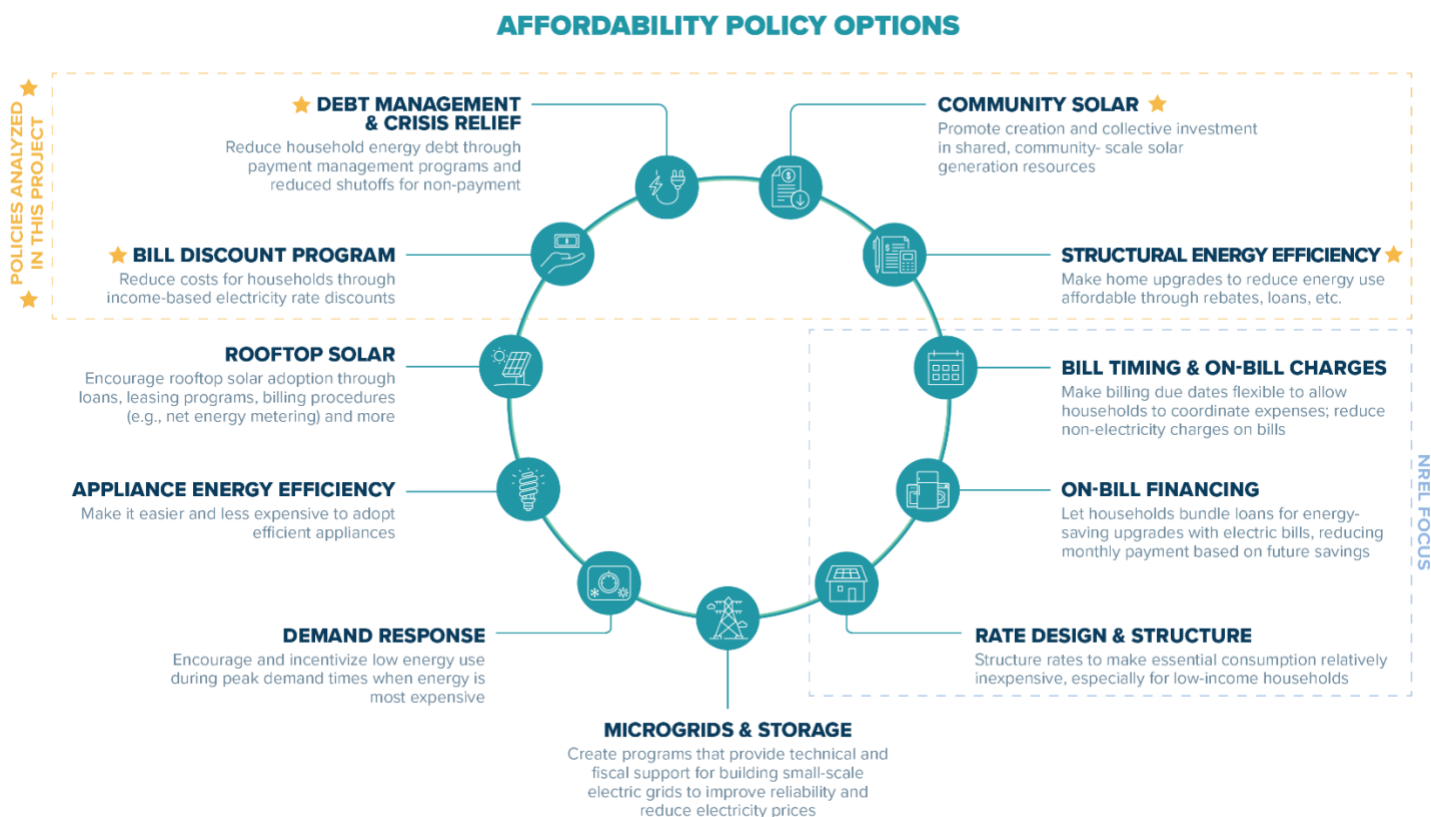 AFFORDABILITY POLICY OPTIONS
POLICIES ANALYZED
IN THIS PROJECT
DEBT MANAGEMENT
& CRISIS RELIEF
Reduce household energy debt through
payment management programs and
reduced shutoffs for non-payment
COMMUNITY SOLAR
Promote creation and collective investment
in shared, community- scale solar
generation resources
BILL DISCOUNT PROGRAM
Reduce costs for households through
income-based electricity rate discounts
STRUCTURAL ENERGY EFFICIENCY
Make home upgrades to reduce energy use
affordable through rebates, loans, etc.
ROOFTOP SOLAR
Encourage rooftop solar adoption through
loans, leasing programs, billing procedures
(e.g., net energy metering) and more
BILL TIMING & ON-BILL CHARGES
Make billing due dates flexible to allow
households to coordinate expenses; reduce
non-electricity charges on bills
APPLIANCE ENERGY EFFICIENCY
Make it easier and less expensive to adopt
efficient appliances
ON-BILL FINANCING
Let households bundle loans for energy-
saving upgrades with electric bills, reducing
monthly payment based on future savings
NREL FOCUS
DEMAND RESPONSE
Encourage and incentivize low energy use
during peak demand times when energy is
most expensive
RATE DESIGN & STRUCTURE
Structure rates to make essential consumption relatively
inexpensive, especially for low-income households
MICROGRIDS & STORAGE
Create programs that provide technical and
fiscal support for building small-scale
electric grids to improve reliability and
reduce electricity prices